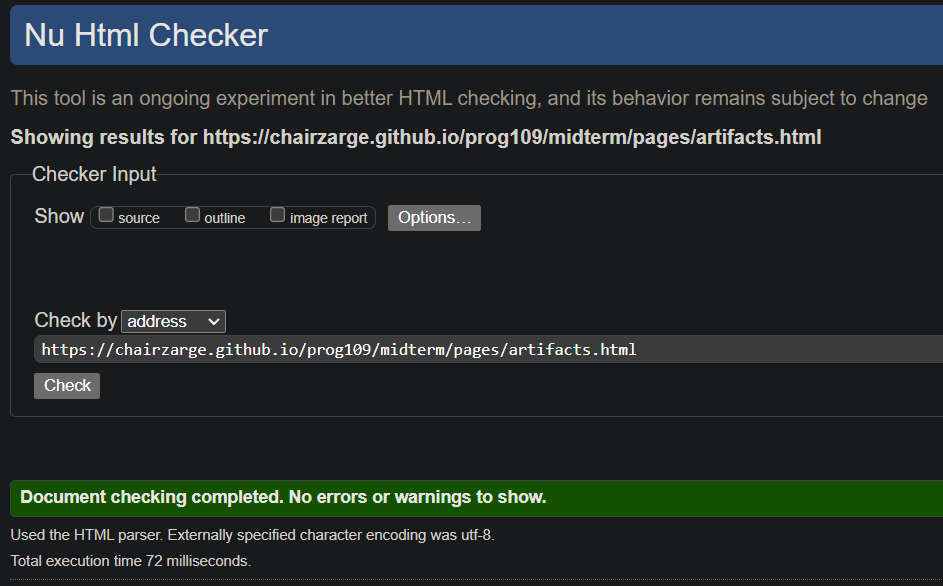 Nu Html Checker
This tool is an ongoing experiment in better HTML checking, and its behavior remains subject to change
Showing results for https://chairzarge.github.io/prog109/midterm/pages/artifacts.html
Checker Input
Show source outline image report Options...
Check by address
https://chairzarge.github.io/prog109/midterm/pages/artifacts.html
Check
Document checking completed. No errors or warnings to show.
Used the HTML parser. Externally specified character encoding was utf-8.
Total execution time 72 milliseconds.